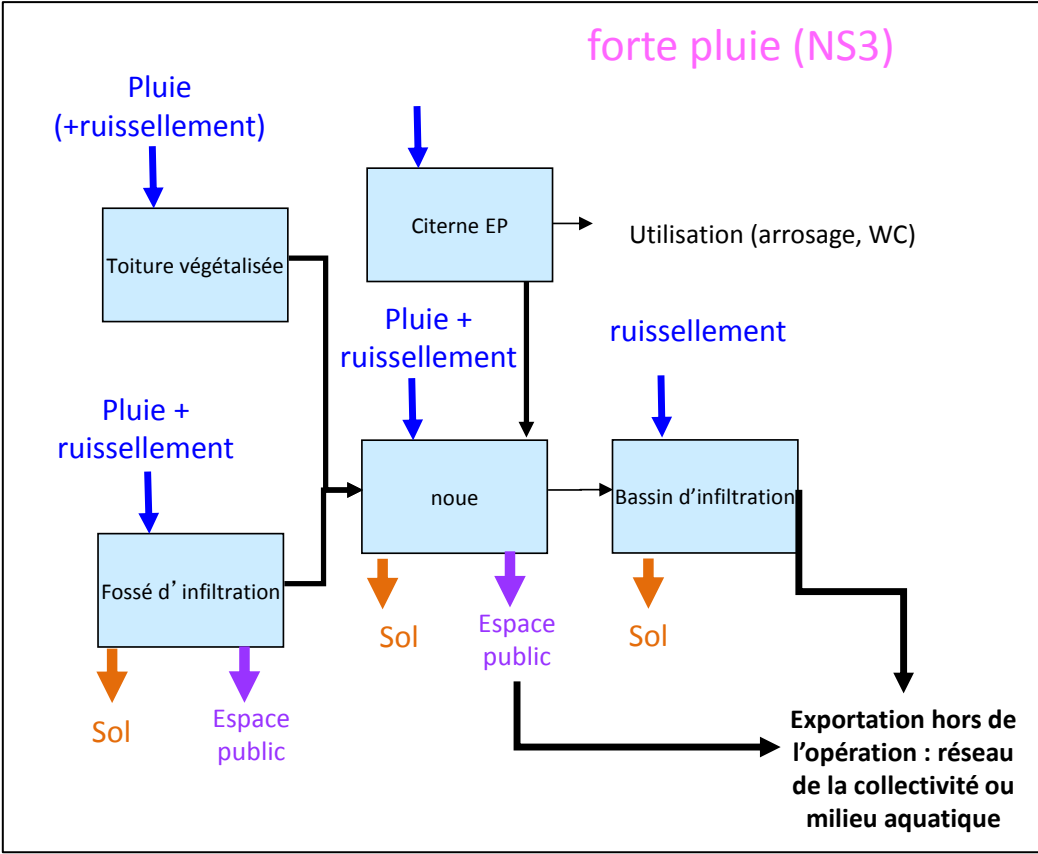 forte pluie (NS3)
Pluie
(+ruissellement)
Citerne EP
Utilisation (arrosage, WC)
Toiture végétalisée
Pluie +
ruissellement
ruissellement
Pluie +
ruissellement
noue
Bassin d'infiltration
Fossé d' infiltration
Sol
Espace
public
Sol
Sol
Espace
public
Exportation hors de
l'opération : réseau
de la collectivité ou
milieu aquatique